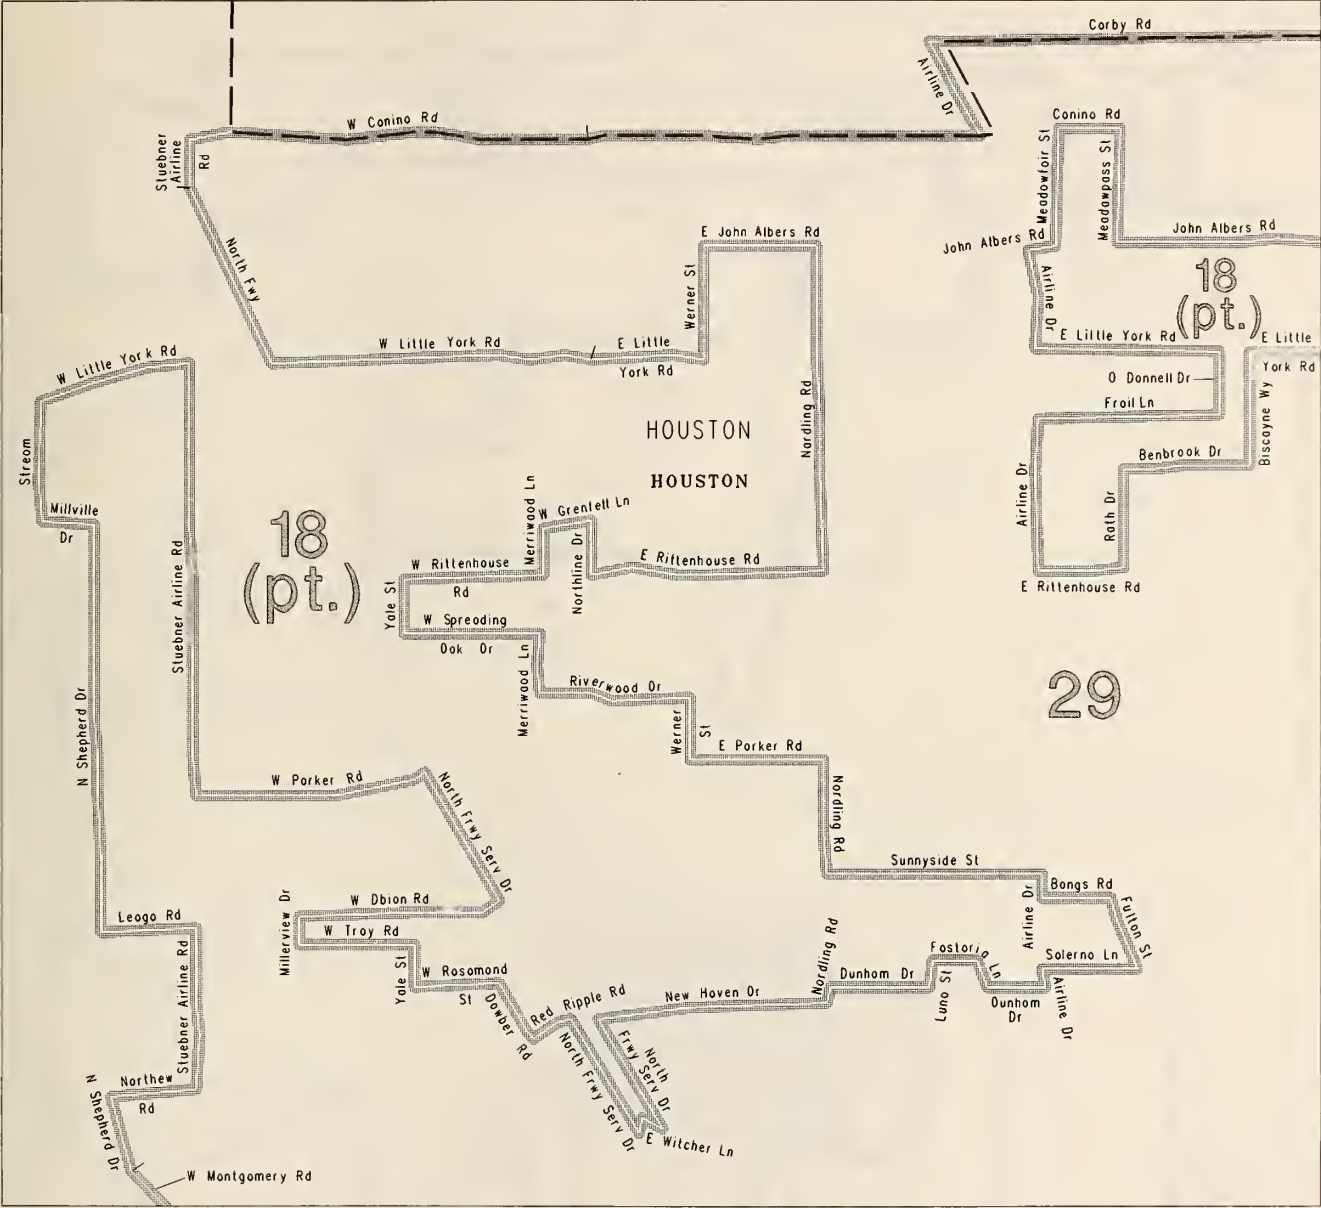 Corby Rd
Airline Dr
W Conino Rd
Conino Rd
Stuebner
Airline
Rd
Meadowfoir St
Meadowpass St
E John Albers Rd
John Albers Rd
John Albers Rd
North Fwy
Werner St
Airline Dr
18
(pt.)
W Little York Rd
E Little
York Rd
E Little York Rd
E Little
York Rd
W Little York Rd
O Donnell Dr
Froil Ln
Nordling Rd
Biscayne Wy
HOUSTON
HOUSTON
Streom
Benbrook Dr
Airline Dr
Rath Dr
Millville
Dr
18
(pt.)
Merriwood Ln
W Grenfell Ln
Northline Dr
E Rittenhouse Rd
W Rittenhouse
Rd
E Rittenhouse Rd
Yale St
W Spreoding
Ook Or
Stuebner Airline Rd
Merriwood Ln
Riverwood Or
29
Werner
St
E Porker Rd
N Shepherd Dr
W Porker Rd
North Frwy Serv Dr
Nordling Rd
Sunnyside St
Bongs Rd
Airline Dr
Fulton St
W Dbion Rd
Millerview Dr
W Troy Rd
Leogo Rd
Yale St
W Rosomond
St
Nordling Rd
Dunhom Dr
Fostoria Ln
Solerno Ln
Luno St
Ounhom
Dr
Airline Dr
Stuebner Airline Rd
Dowber Rd
Red Ripple Rd
New Hoven Or
North
Frwy Serv Dr
North Frwy Serv Dr
E Witcher Ln
Northew
Rd
N Shepherd Dr
W Montgomery Rd